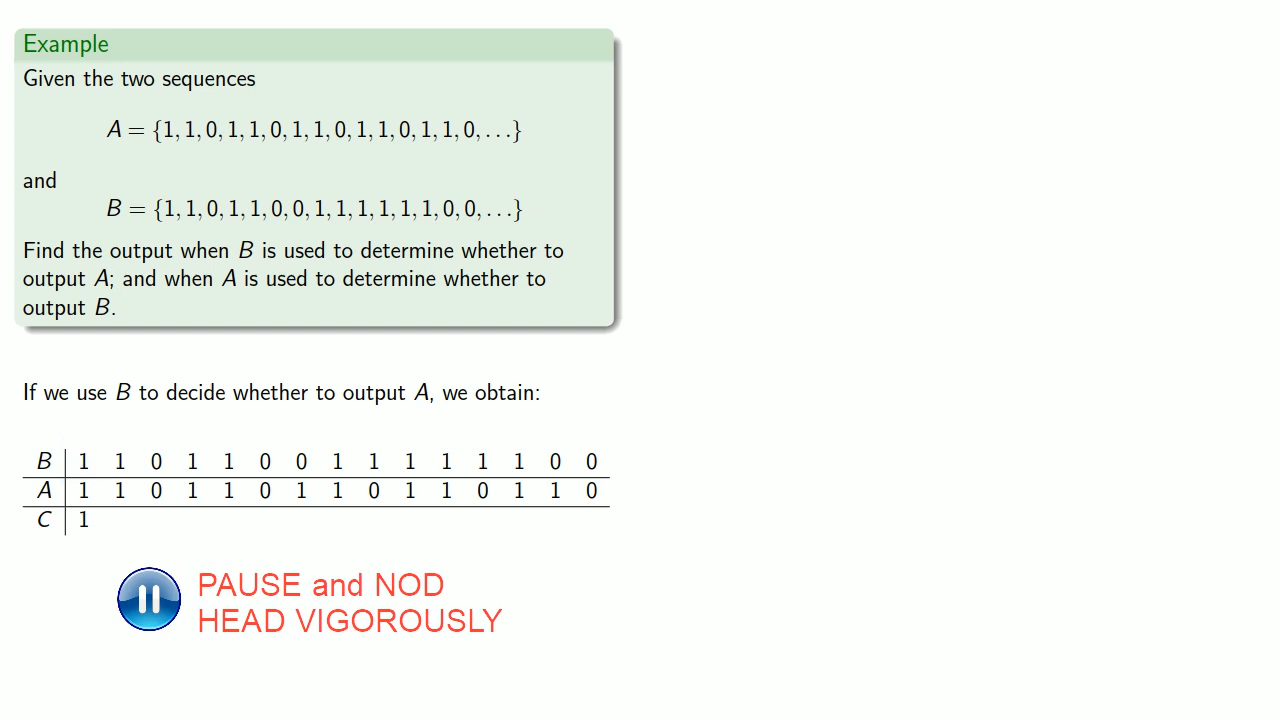 Example
Given the two sequences
A = {1, 1, 0, 1, 1, 0, 1, 1, 0, 1, 1, 0, 1, 1, 0, . . .}
and
B = {1, 1, 0, 1, 1, 0, 0, 1, 1, 1, 1, 1, 1, 0, 0, . . .}
Find the output when B is used to determine whether to
output A; and when A is used to determine whether to
output B.
If we use B to decide whether to output A, we obtain:
B 1 1 0 1 1 0 0 1 1 1 1 1 1 0 0
A 1 1 0 1 1 0 1 1 0 1 1 0 1 1 0
C 1
PAUSE and NOD
HEAD VIGOROUSLY